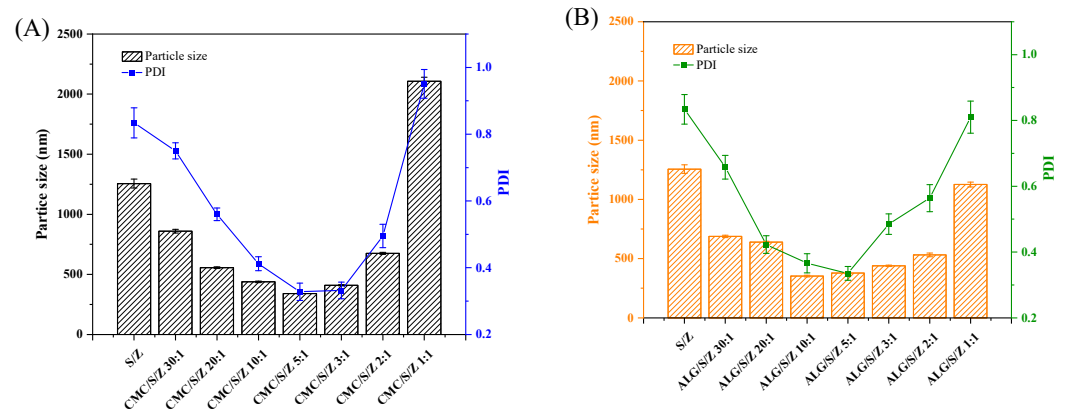 (A)
Particle size
PDI
2500
2000
1500
1000
500
0
Partice size (nm)
1.0
0.8
0.6
0.4
0.2
PDI
S/Z
CMC/S/Z 30:1
CMC/S/Z 20:1
CMC/S/Z 10:1
CMC/S/Z 5:1
CMC/S/Z 3:1
CMC/S/Z 2:1
CMC/S/Z 1:1
(B)
Particle size
PDI
2500
2000
1500
1000
500
0
Partice size (nm)
1.0
0.8
0.6
0.4
0.2
PDI
S/Z
ALG/S/Z 30:1
ALG/S/Z 20:1
ALG/S/Z 10:1
ALG/S/Z 5:1
ALG/S/Z 3:1
ALG/S/Z 2:1
ALG/S/Z 1:1